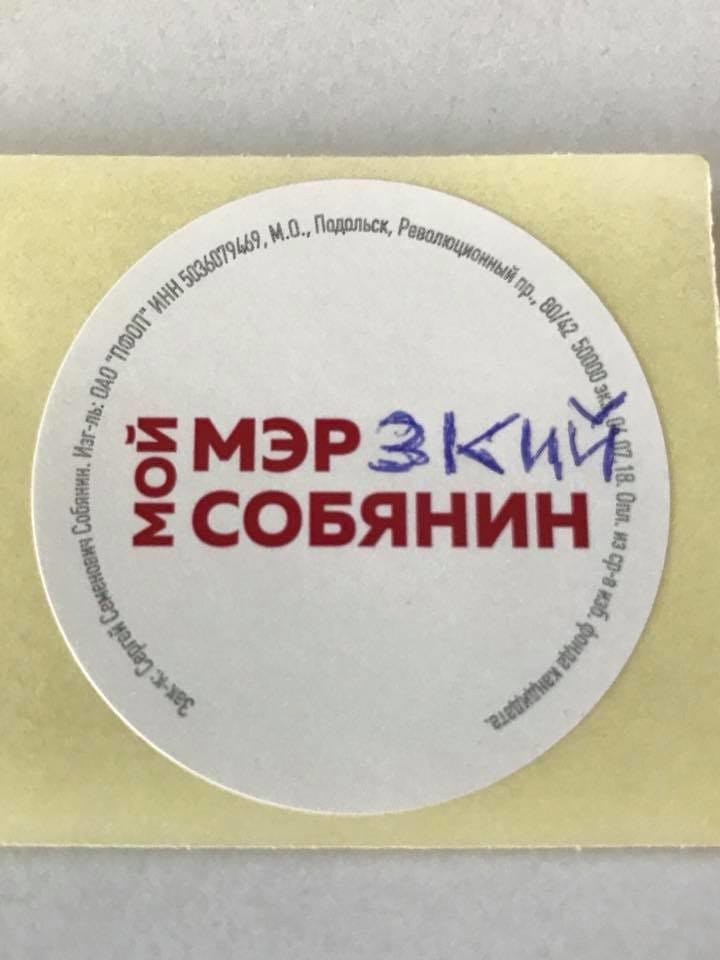 Зак-к: Сергей Семенович Собянин. Изг-ль: ОАО "ПФОП" ИНН 5036079469, М.О., Подольск, Революционный пр., 80/42 50000 эк. 04.07.18. Опл. из ср-в изб. фонда кандидата.
МОЙ
МЭРЗКИЙ
СОБЯНИН